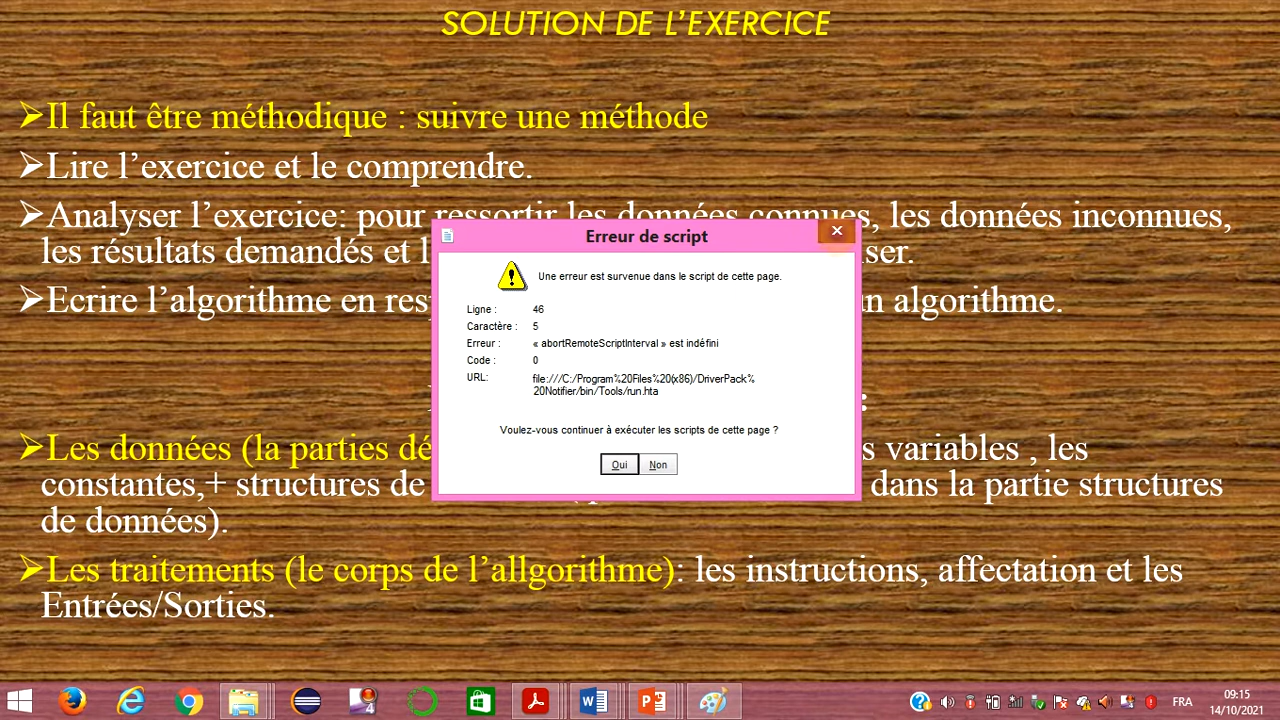 SOLUTION DE L’EXERCICE
➢Il faut être méthodique : suivre une méthode
➢Lire l’exercice et le comprendre.
➢Analyser l’exercice: pour ressortir les données connues, les données inconnues,
les résultats demandés et
➢Ecrire l’algorithme en un algorithme.
:
➢Les données (la parties variables , les
constantes,+ structures de dans la partie structures
de données).
➢Les traitements (le corps de l’allgorithme): les instructions, affectation et les
Entrées/Sorties.
Erreur de script
Une erreur est survenue dans le script de cette page.
Ligne : 46
Caractère : 5
Erreur : « abortRemoteScriptInterval » est indéfini
Code : 0
URL: file:///C:/Program%20Files%20(x86)/DriverPack%
20Notifier/bin/Tools/run.hta
Voulez-vous continuer à exécuter les scripts de cette page ?
Oui Non
FRA
09:15
14/10/2021